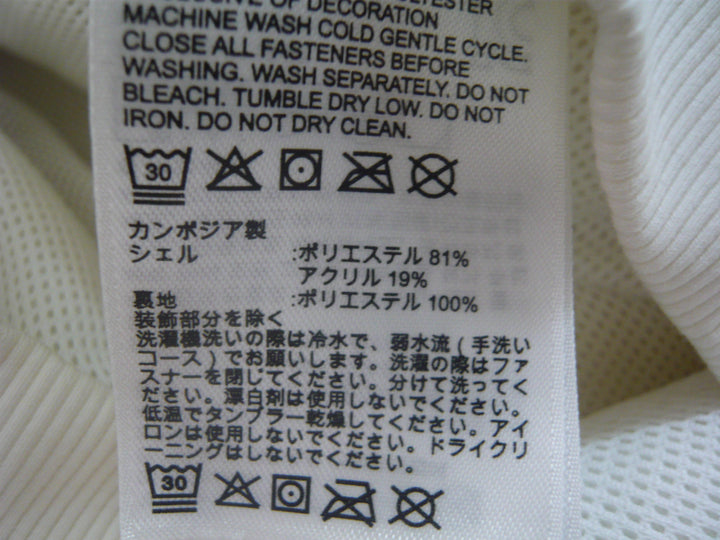 OF DECORATION
MACHINE WASH COLD GENTLE CYCLE.
CLOSE ALL FASTENERS BEFORE
WASHING. WASH SEPARATELY. DO NOT
BLEACH. TUMBLE DRY LOW. DO NOT
IRON. DO NOT DRY CLEAN.
30
カンボジア製
シェル :ポリエステル 81%
アクリル 19%
裏地 :ポリエステル 100%
装飾部分を除く
洗濯機洗いの際は冷水で、弱水流(手洗い
コース)でお願いします。洗濯の際はファ
スナーを閉じてください。分けて洗ってく
ださい。漂白剤は使用しないでください。
低温でタンブラー乾燥してください。アイ
ロンは使用しないでください。ドライクリ
ーニングはしないでください。
30